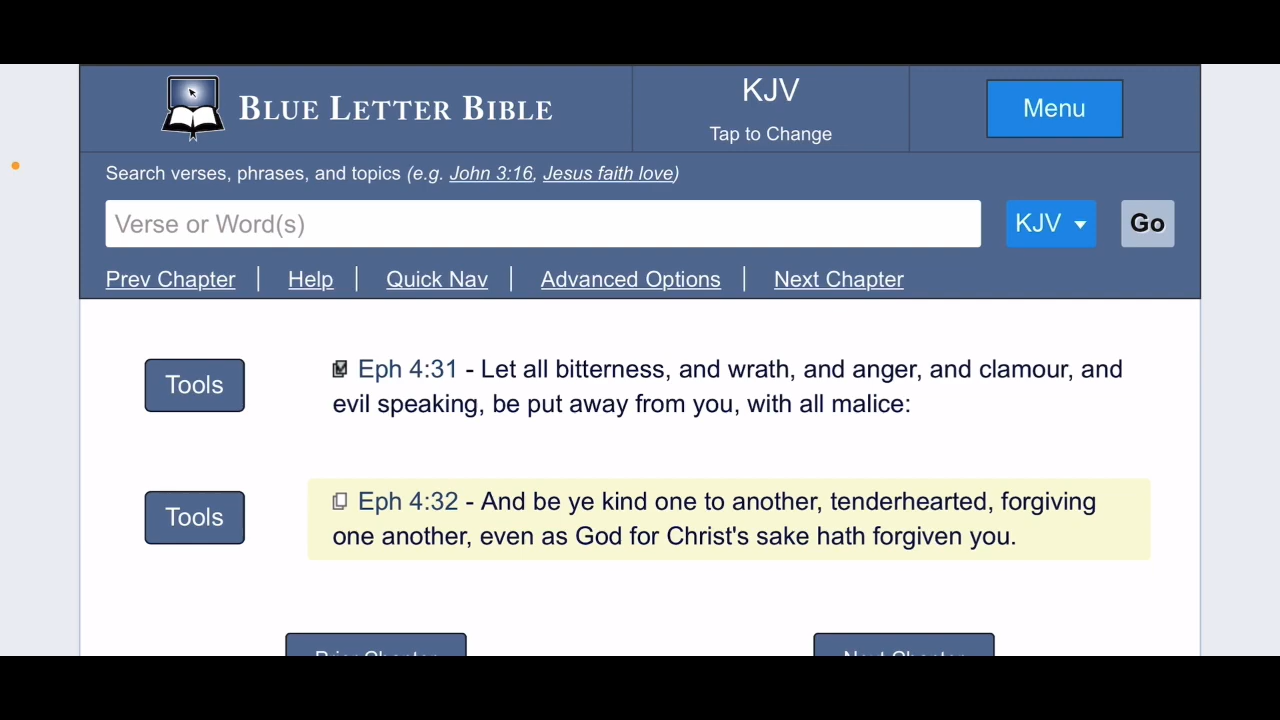 BLUE LETTER BIBLE
KJV
Tap to Change
Menu
Search verses, phrases, and topics (e.g. John 3:16, Jesus faith love)
Verse or Word(s)
KJV
Go
Prev Chapter | Help | Quick Nav | Advanced Options | Next Chapter
Tools
Eph 4:31 - Let all bitterness, and wrath, and anger, and clamour, and
evil speaking, be put away from you, with all malice:
Tools
Eph 4:32 - And be ye kind one to another, tenderhearted, forgiving
one another, even as God for Christ's sake hath forgiven you.
Next Chapter